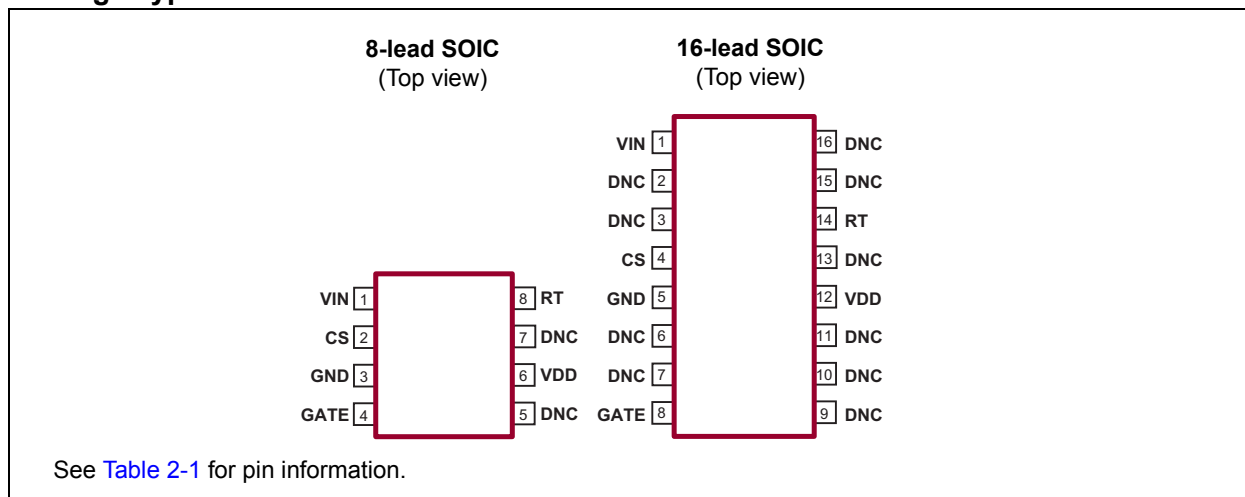 8-lead SOIC
(Top view)
VIN 1
CS 2
GND 3
GATE 4
8 RT
7 DNC
6 VDD
5 DNC
16-lead SOIC
(Top view)
VIN 1
DNC 2
DNC 3
CS 4
GND 5
DNC 6
DNC 7
GATE 8
16 DNC
15 DNC
14 RT
13 DNC
12 VDD
11 DNC
10 DNC
9 DNC
See Table 2-1 for pin information.